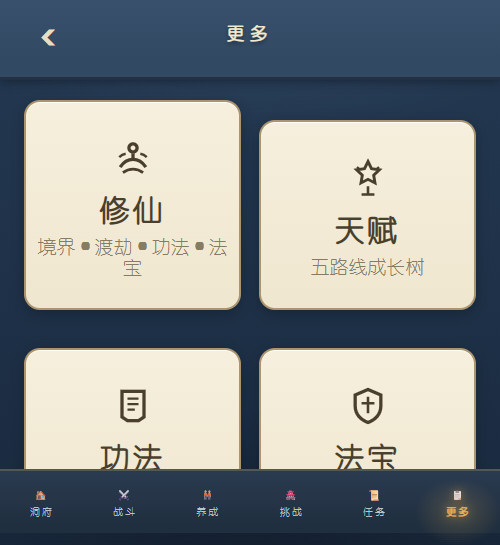 更多
修仙
境界 • 渡劫 • 功法 • 法
宝
天赋
五路线成长树
功法
法宝
洞府 战斗 养成 挑战 任务 更多